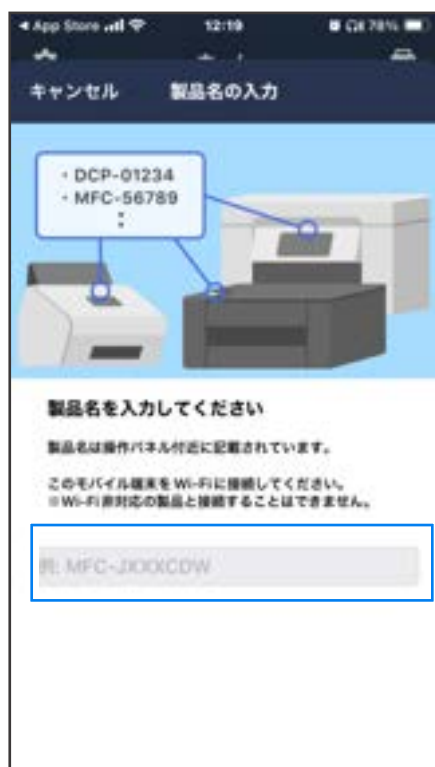 ◀ App Store 12:19 78%
キャンセル 製品名の入力
・DCP-01234
・MFC-56789
：
製品名を入力してください
製品名は操作パネル付近に記載されています。
このモバイル端末をWi-Fiに接続してください。
※Wi-Fi非対応の製品と接続することはできません。
例: MFC-JXXXCDW